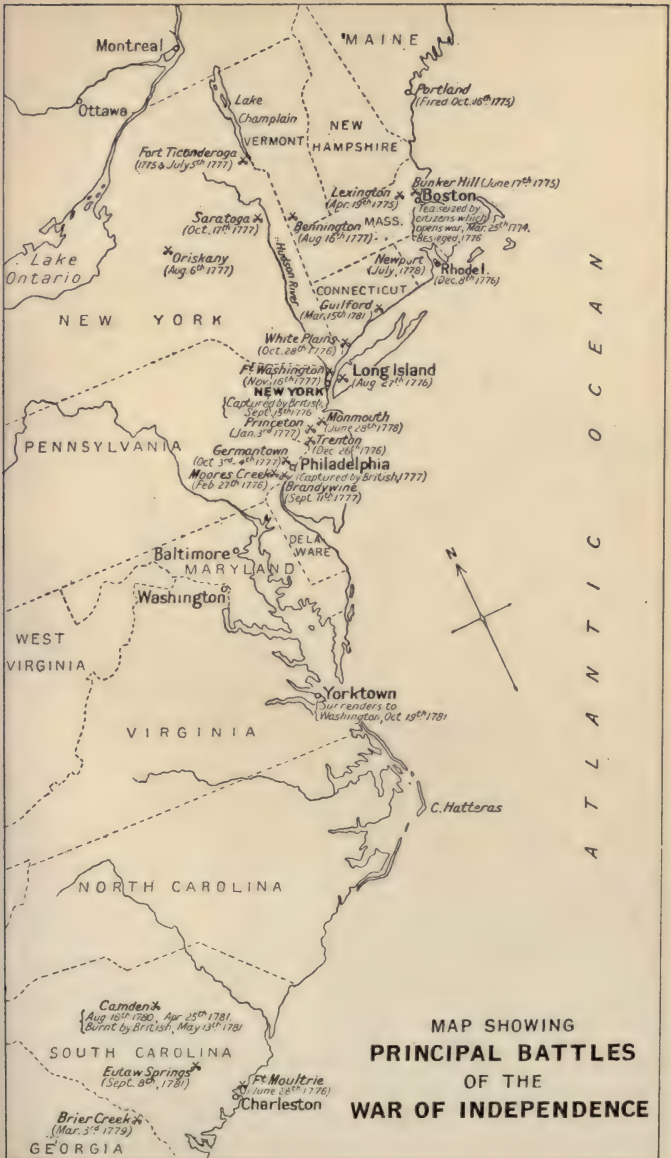 MAINE
Montreal
Portland
(Fired Oct. 16th 1775)
Ottawa
Lake
Champlain
VERMONT
NEW
HAMPSHIRE
Fort Ticonderoga
(1775 & July 5th 1777)
Bunker Hill (June 17th 1775)
Lexington
(Apr. 19th 1775)
Boston
Tea seized by
citizens which
opens war, Mar. 25th 1774.
Besieged, 1776
Saratoga
(Oct. 17th 1777)
Bennington
(Aug 16th 1777)
MASS.
Oriskany
(Aug. 6th 1777)
Lake
Ontario
Hudson River
Newport
(July, 1778)
Rhode I.
(Dec. 8th 1776)
CONNECTICUT
Guilford
(Mar. 15th 1781)
NEW YORK
White Plains
(Oct. 28th 1776)
Ft. Washington
(Nov. 16th 1777)
Long Island
(Aug 27th 1776)
NEW YORK
Captured by British,
Sept. 15th 1776
Monmouth
(June 28th 1778)
Princeton
(Jan. 3rd 1777)
Trenton
(Dec 26th 1776)
PENNSYLVANIA
Germantown
(Oct 3rd-4th 1777)
Philadelphia
(Captured by British, 1777)
Moores Creek
(Feb 27th 1776)
Brandywine
(Sept. 11th 1777)
DELA
WARE
Baltimore
MARYLAND
Washington
N
WEST
VIRGINIA
Yorktown
Surrenders to
Washington, Oct 19th 1781
VIRGINIA
C. Hatteras
ATLANTIC OCEAN
NORTH CAROLINA
Camden
Aug 16th 1780, Apr 25th 1781.
Burnt by British, May 13th 1781
SOUTH CAROLINA
Eutaw Springs
(Sept. 8th, 1781)
Ft Moultrie
(June 28th 1776)
Charleston
Brier Creek
(Mar. 3rd 1779)
GEORGIA
MAP SHOWING
PRINCIPAL BATTLES
OF THE
WAR OF INDEPENDENCE